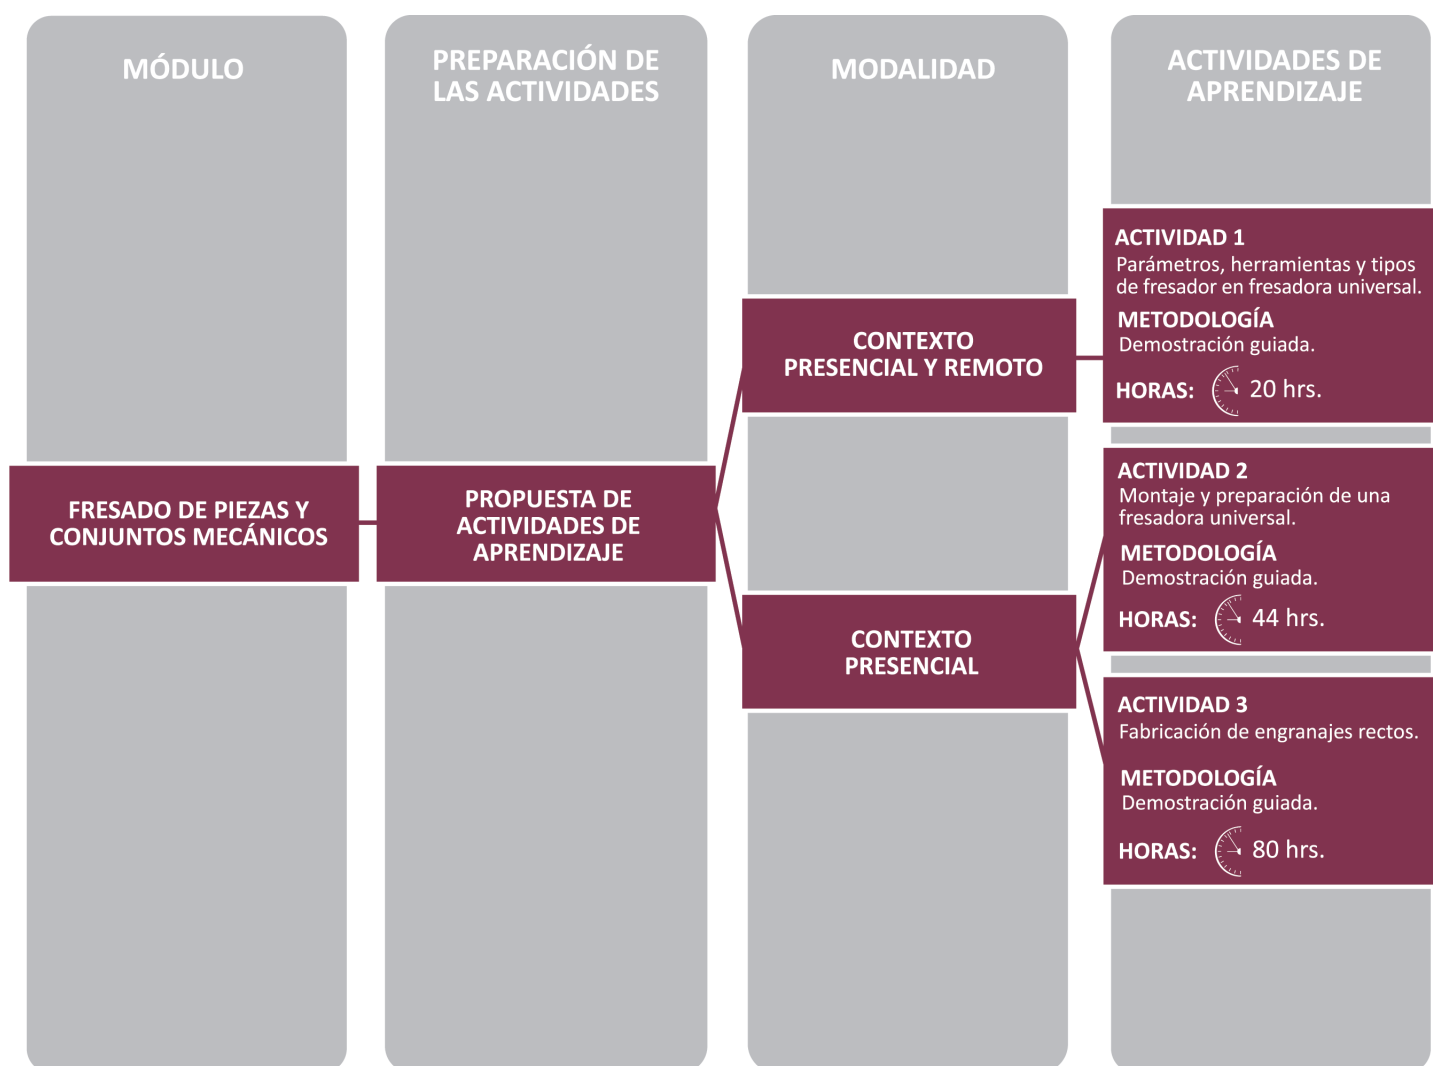 MÓDULO
PREPARACIÓN DE
LAS ACTIVIDADES
MODALIDAD
ACTIVIDADES DE
APRENDIZAJE
FRESADO DE PIEZAS Y
CONJUNTOS MECÁNICOS
PROPUESTA DE
ACTIVIDADES DE
APRENDIZAJE
CONTEXTO
PRESENCIAL Y REMOTO
CONTEXTO
PRESENCIAL
ACTIVIDAD 1
Parámetros, herramientas y tipos
de fresador en fresadora universal.
METODOLOGÍA
Demostración guiada.
HORAS: 20 hrs.
ACTIVIDAD 2
Montaje y preparación de una
fresadora universal.
METODOLOGÍA
Demostración guiada.
HORAS: 44 hrs.
ACTIVIDAD 3
Fabricación de engranajes rectos.
METODOLOGÍA
Demostración guiada.
HORAS: 80 hrs.